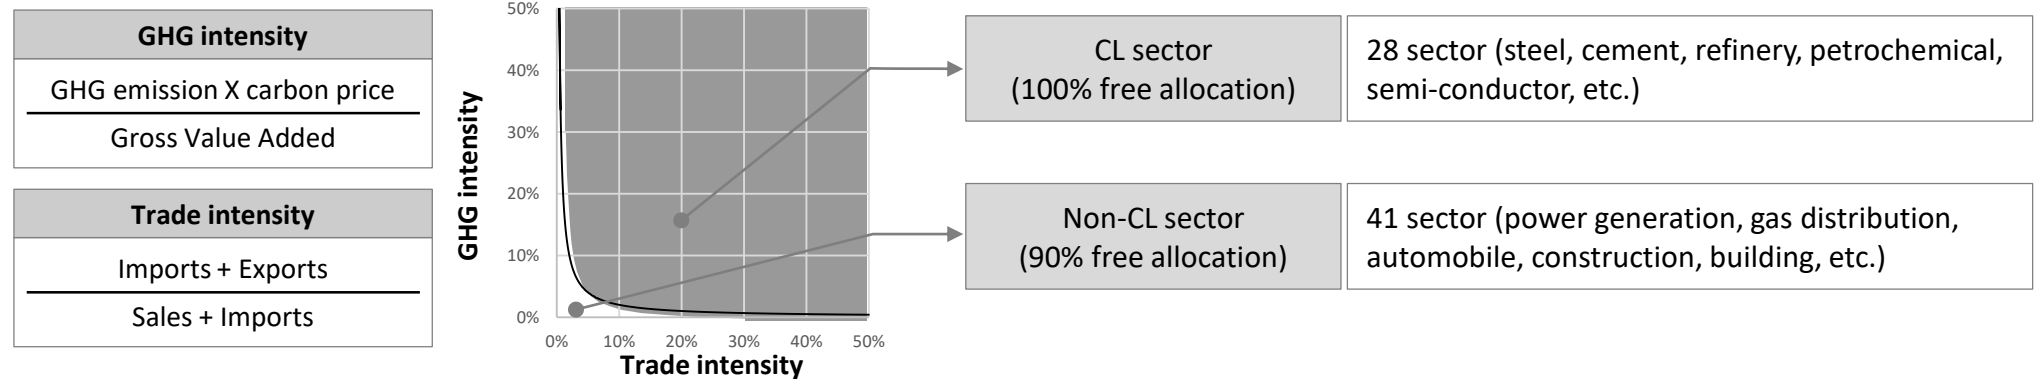 GHG intensity
GHG emission X carbon price
Gross Value Added
Trade intensity
Imports + Exports
Sales + Imports
GHG intensity
50%
40%
30%
20%
10%
0%
0% 10% 20% 30% 40% 50%
Trade intensity
CL sector
(100% free allocation)
28 sector (steel, cement, refinery, petrochemical,
semi-conductor, etc.)
Non-CL sector
(90% free allocation)
41 sector (power generation, gas distribution,
automobile, construction, building, etc.)